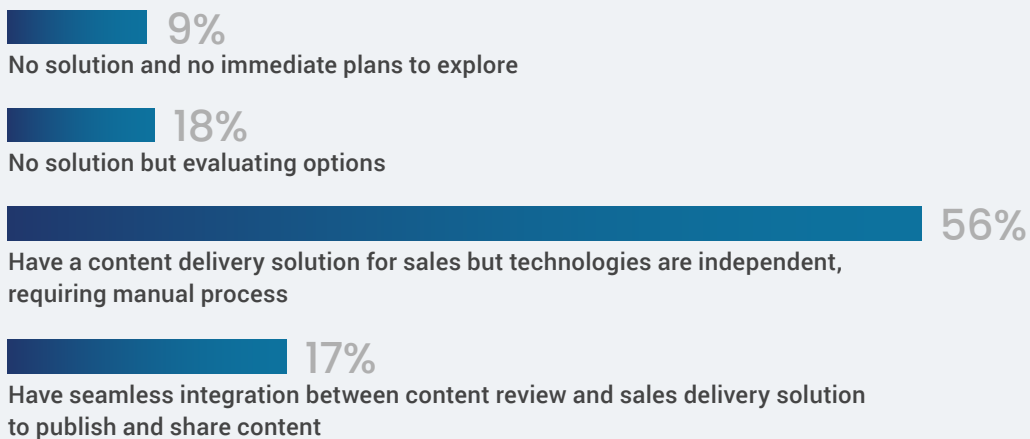 9%
No solution and no immediate plans to explore
18%
No solution but evaluating options
56%
Have a content delivery solution for sales but technologies are independent,
requiring manual process
17%
Have seamless integration between content review and sales delivery solution
to publish and share content